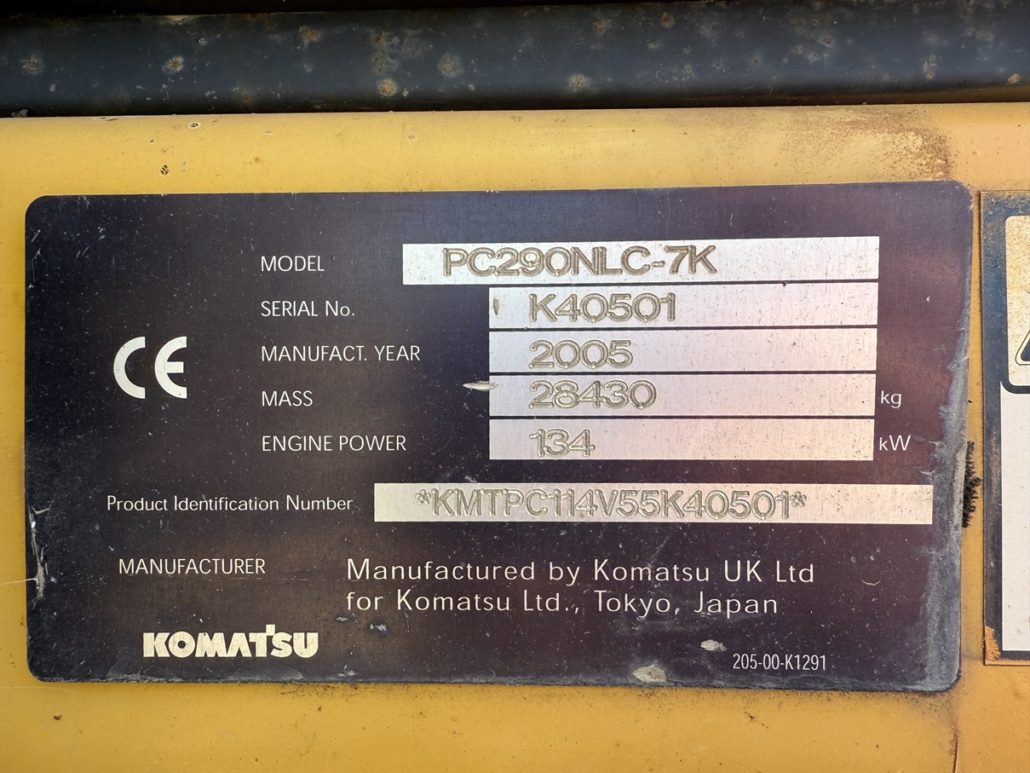 MODEL PC290NLC-7K
SERIAL No. K40501
MANUFACT. YEAR 2005
CE
MASS 28430 kg
ENGINE POWER 134 kW
Product Identification Number *KMTPC114V55K40501*
MANUFACTURER Manufactured by Komatsu UK Ltd
for Komatsu Ltd., Tokyo, Japan
KOMATSU
205-00-K1291